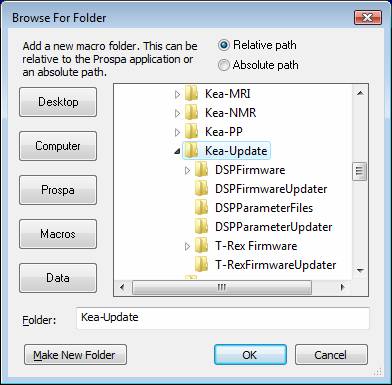 Browse For Folder
Add a new macro folder. This can be
relative to the Prospa application or
an absolute path.
Relative path
Absolute path
Desktop
Computer
Prospa
Macros
Data
Kea-MRI
Kea-NMR
Kea-PP
Kea-Update
DSPFirmware
DSPFirmwareUpdater
DSPParameterFiles
DSPParameterUpdater
T-Rex Firmware
T-RexFirmwareUpdater
Folder:
Kea-Update
Make New Folder
OK
Cancel